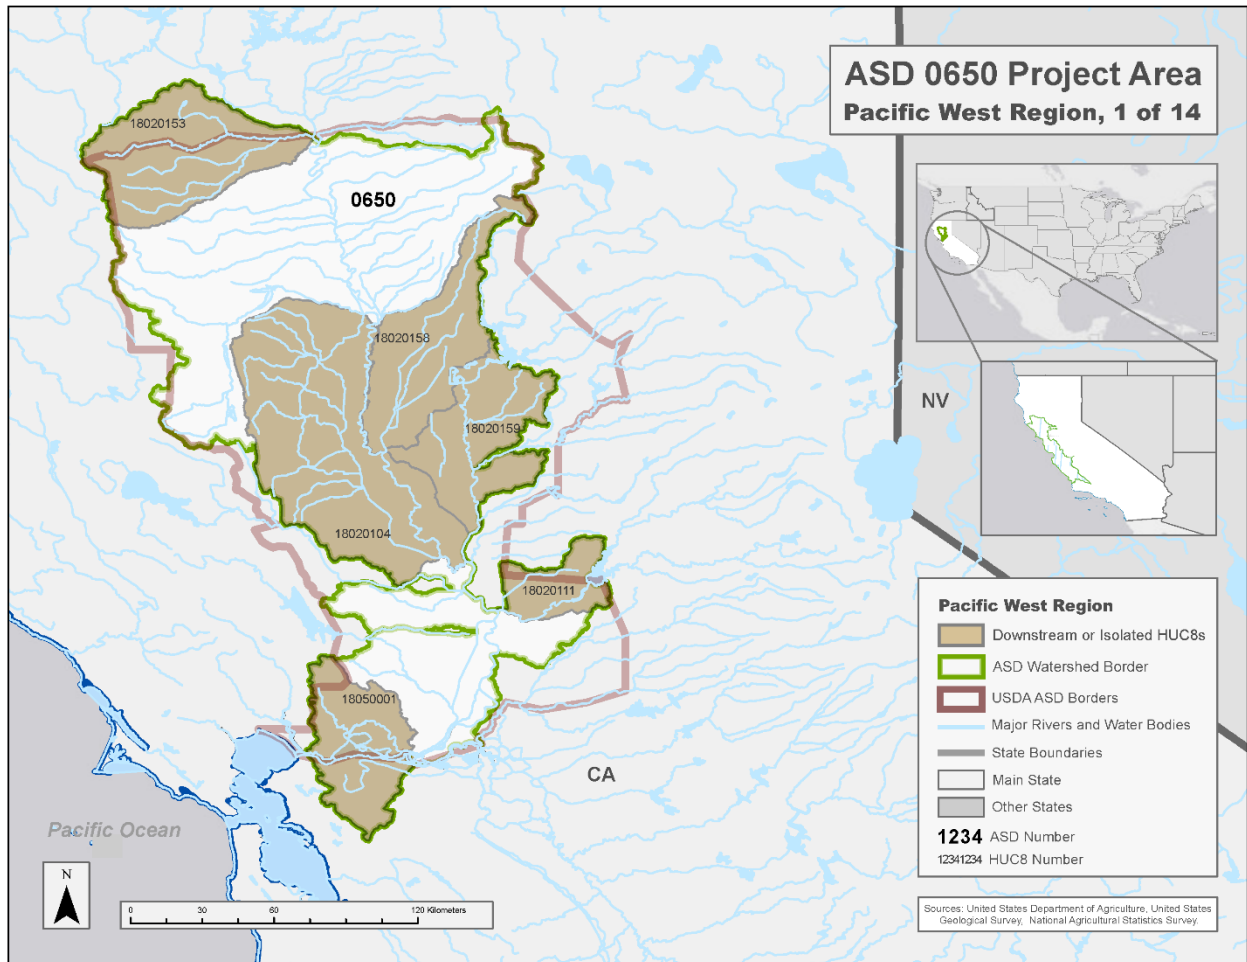 ASD 0650 Project Area
Pacific West Region, 1 of 14
18020153
0650
18020158
18020159
18020104
18020111
18050001
NV
CA
Pacific Ocean
N
0 30 60 120 Kilometers
Pacific West Region
Downstream or Isolated HUC8s
ASD Watershed Border
USDA ASD Borders
Major Rivers and Water Bodies
State Boundaries
Main State
Other States
1234 ASD Number
12341234 HUC8 Number
Sources: United States Department of Agriculture, United States
Geological Survey, National Agricultural Statistics Survey.